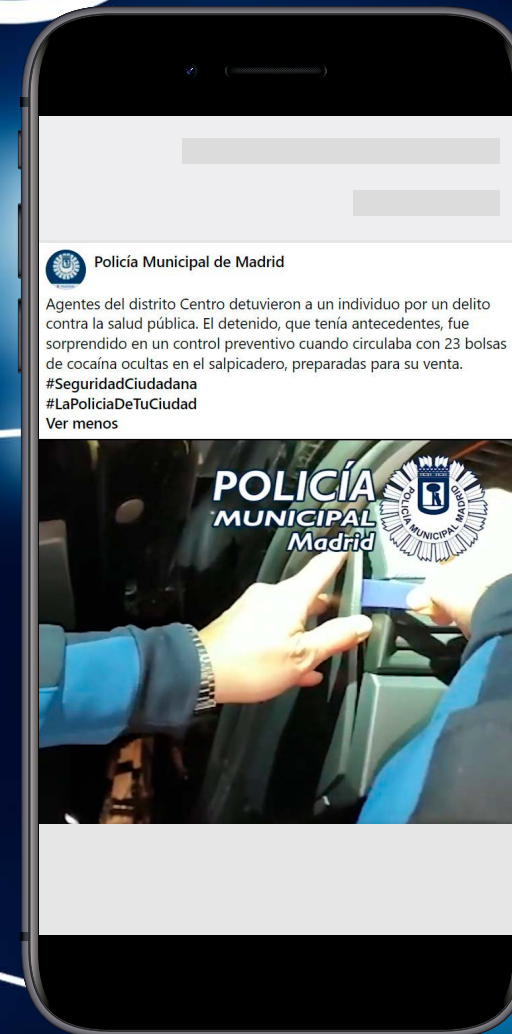 Policía Municipal de Madrid
Agentes del distrito Centro detuvieron a un individuo por un delito
contra la salud pública. El detenido, que tenía antecedentes, fue
sorprendido en un control preventivo cuando circulaba con 23 bolsas
de cocaína ocultas en el salpicadero, preparadas para su venta.
#SeguridadCiudadana
#LaPoliciaDeTuCiudad
Ver menos
POLICÍA
MUNICIPAL
Madrid
POLICÍA MUNICIPAL MADRID